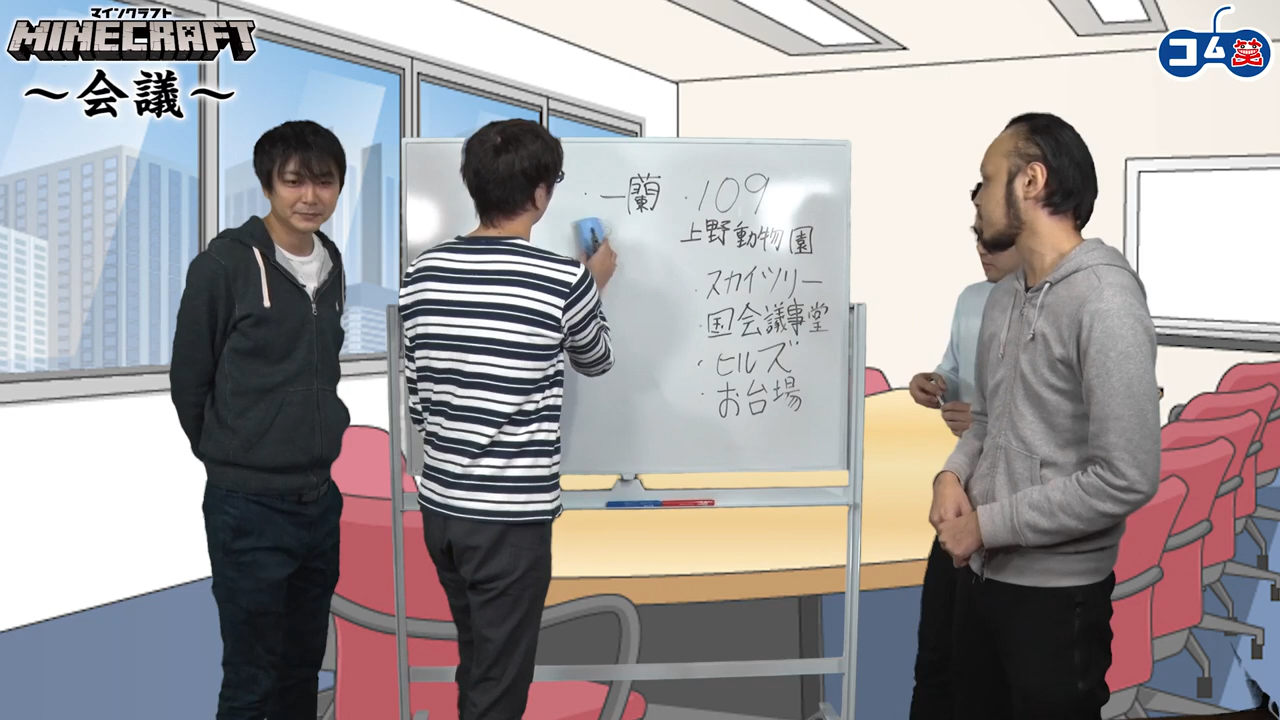 マインクラフト
MINECRAFT
～会議～
コム笑
・一蘭
・109
上野動物園
・スカイツリー
・国会議事堂
・ヒルズ
・お台場